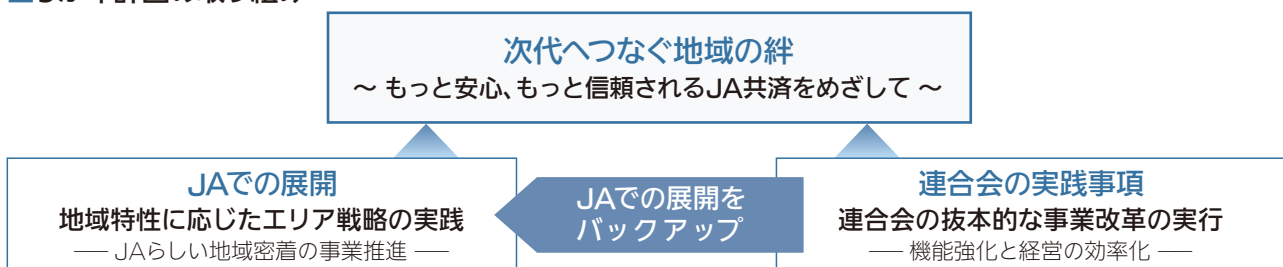 次代へつなぐ地域の絆
～ もっと安心、もっと信頼されるJA共済をめざして ～
JAでの展開
地域特性に応じたエリア戦略の実践
── JAらしい地域密着の事業推進 ──
JAでの展開を
バックアップ
連合会の実践事項
連合会の抜本的な事業改革の実行
── 機能強化と経営の効率化 ──